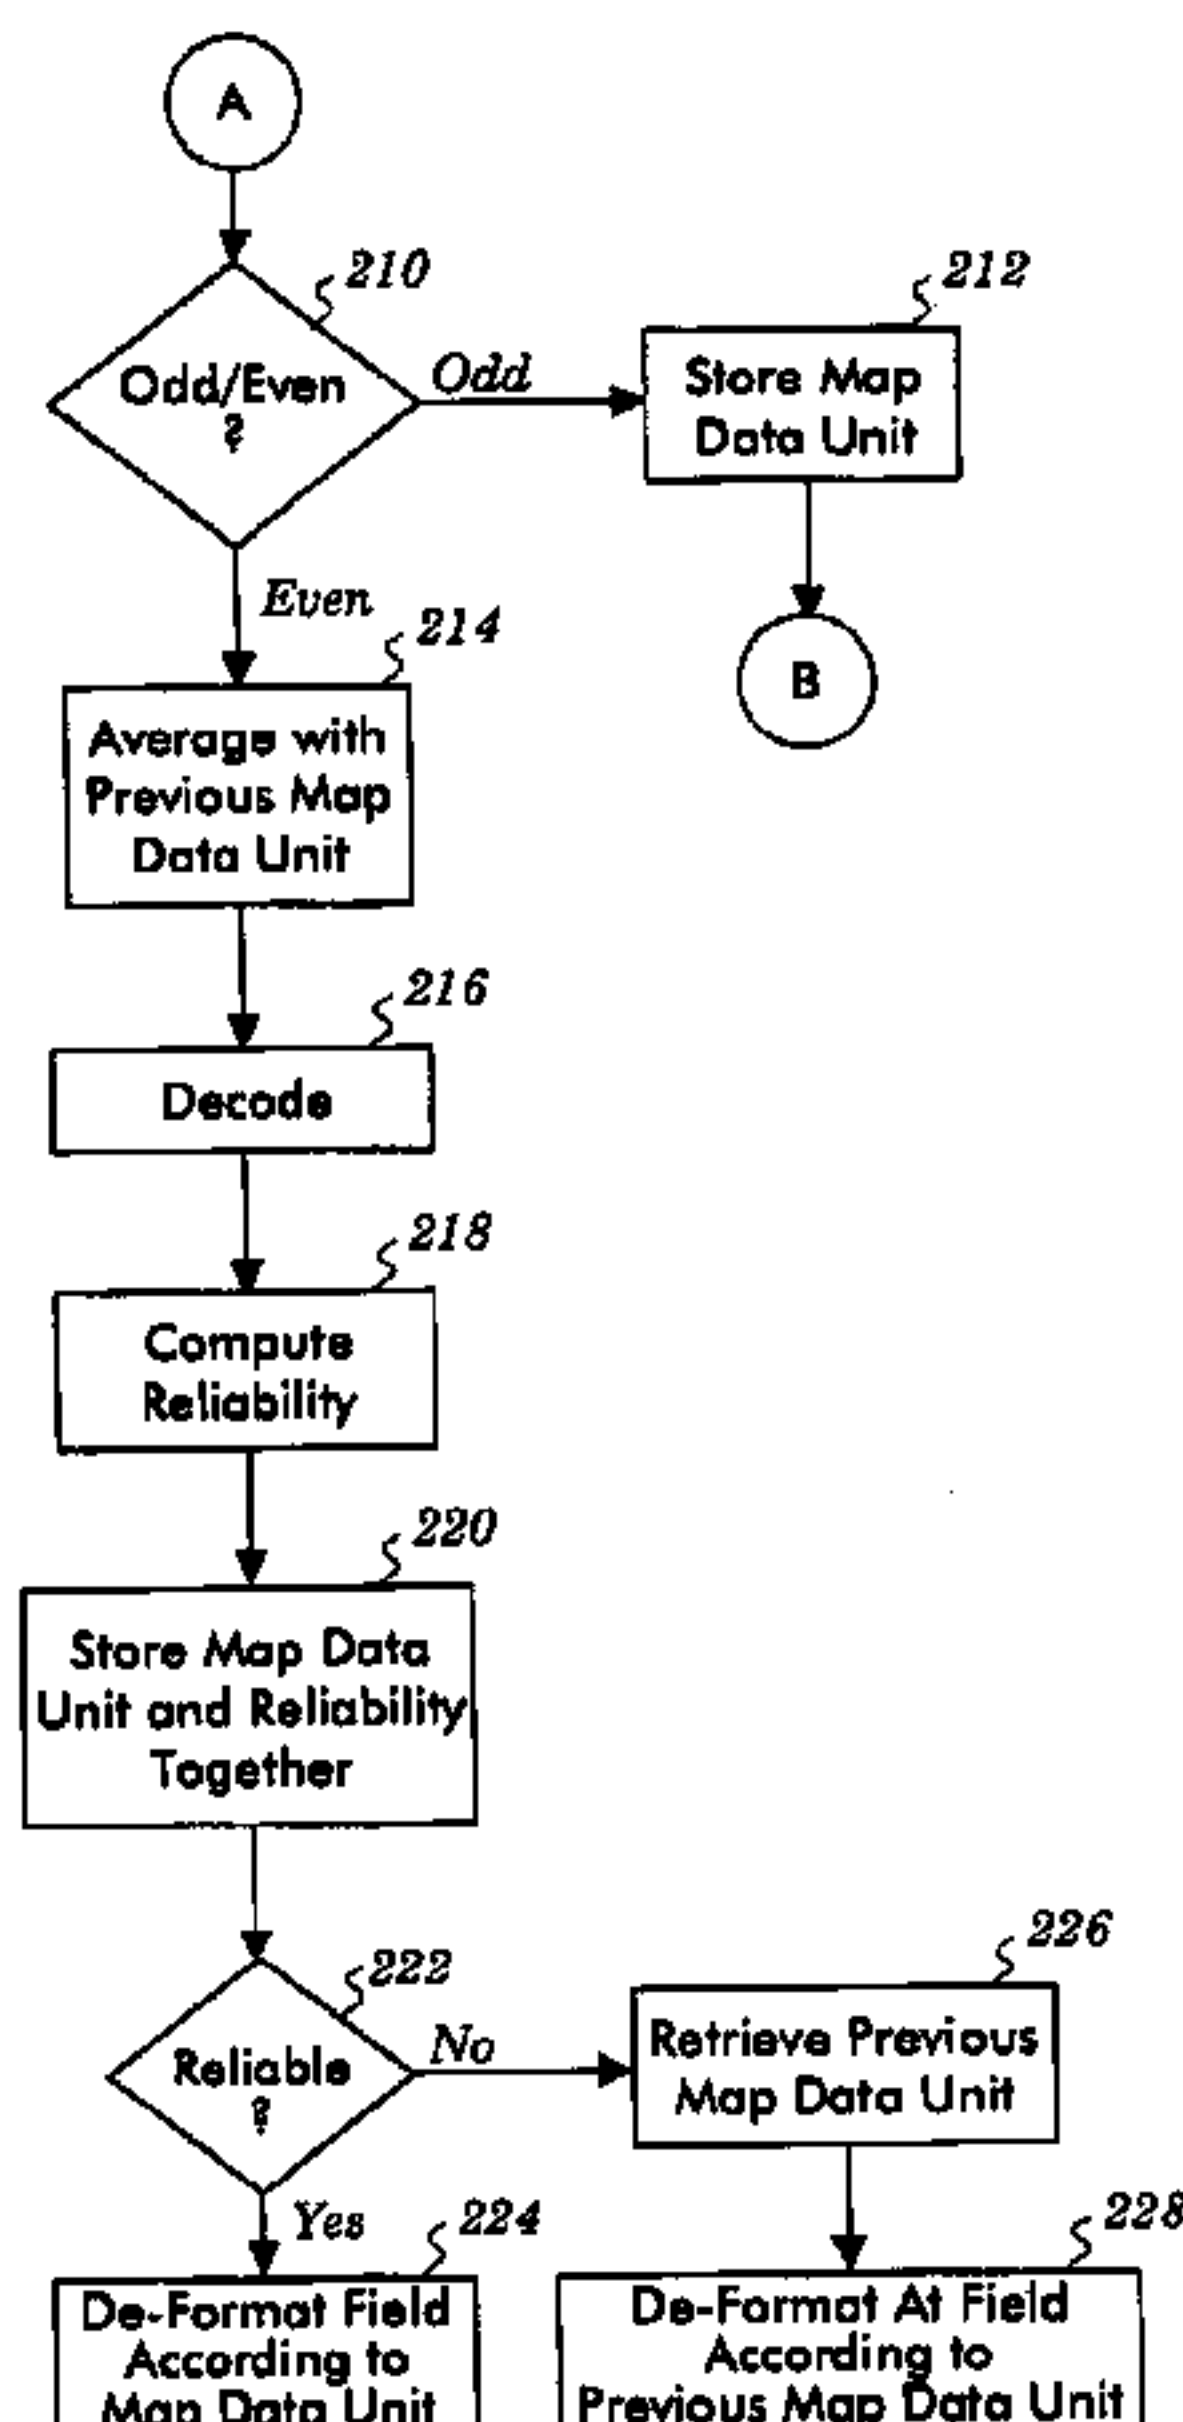 A
210
Odd/Even
?
Odd
212
Store Map
Data Unit
B
Even
214
Average with
Previous Map
Data Unit
216
Decode
218
Compute
Reliability
220
Store Map Data
Unit and Reliability
Together
222
Reliable
?
No
226
Retrieve Previous
Map Data Unit
Yes
224
De-Format Field
According to
Map Data Unit
228
De-Format At Field
According to
Previous Map Data Unit